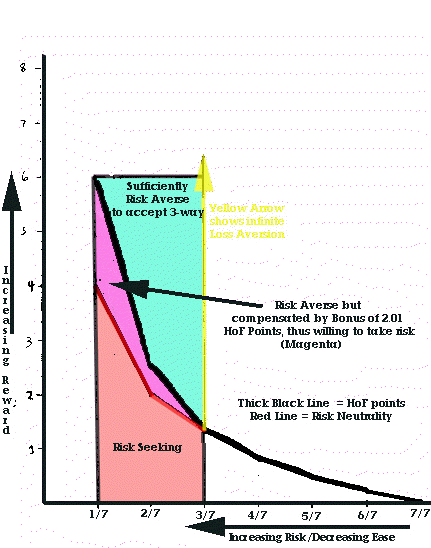 8
7
6
5
4
3
2
1
Increasing Reward
Sufficiently
Risk Averse
to accept 3-way
Yellow Arrow
shows infinite
Loss Aversion
Risk Averse but
compensated by Bonus of 2.01
HoF Points, thus willing to take risk
(Magenta)
Thick Black Line = HoF points
Red Line = Risk Neutrality
Risk Seeking
1/7 2/7 3/7 4/7 5/7 6/7 7/7
Increasing Risk/Decreasing Ease